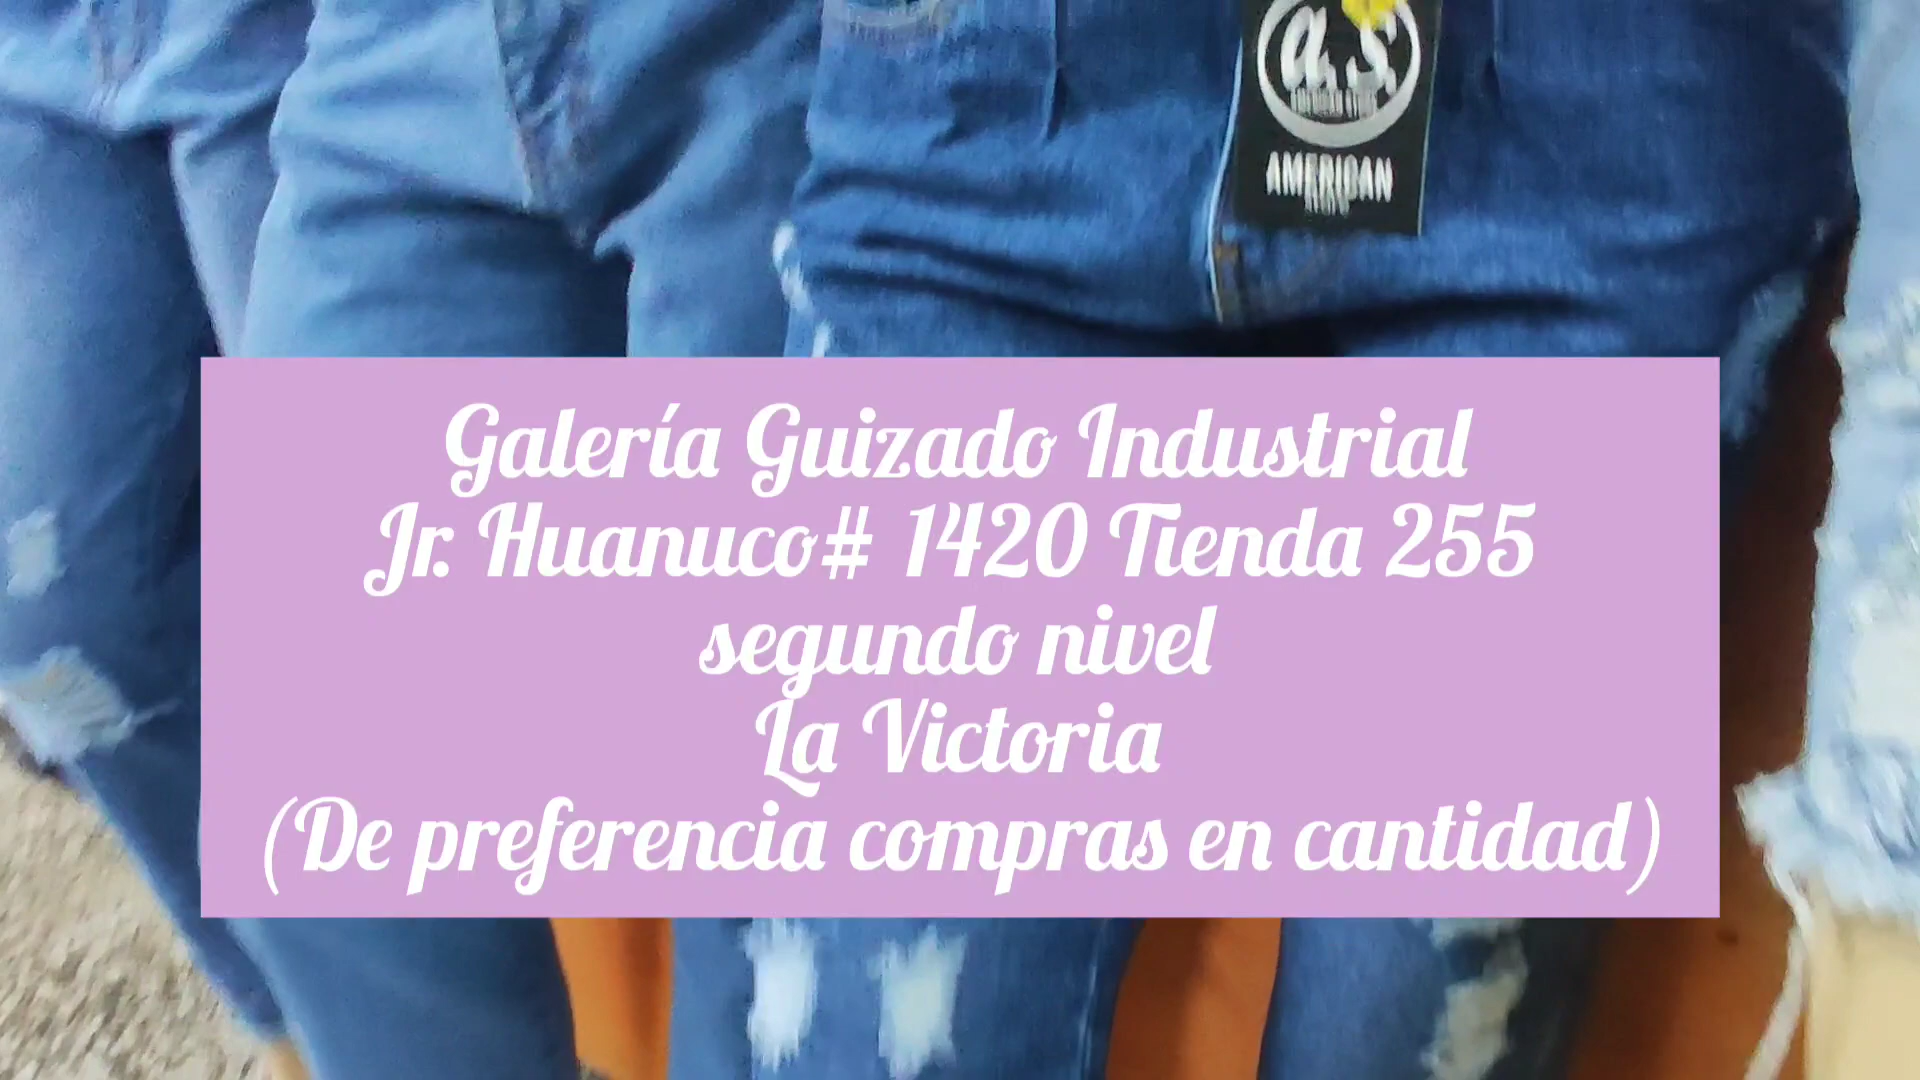 a.s.
AMERICAN
Galería Guizado Industrial
Jr. Huanuco# 1420 Tienda 255
segundo nivel
La Victoria
(De preferencia compras en cantidad)